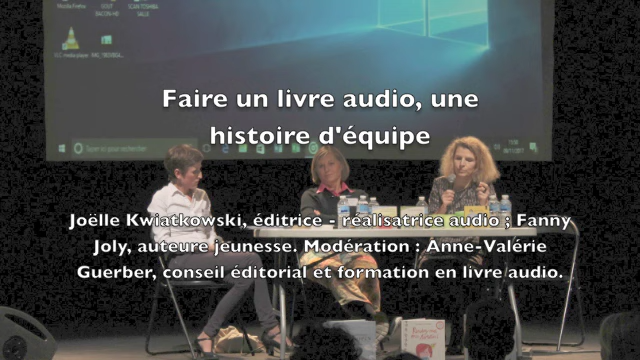 Faire un livre audio, une
histoire d'équipe
Joëlle Kwiatkowski, éditrice - réalisatrice audio ; Fanny
Joly, auteure jeunesse. Modération : Anne-Valérie
Guerber, conseil éditorial et formation en livre audio.